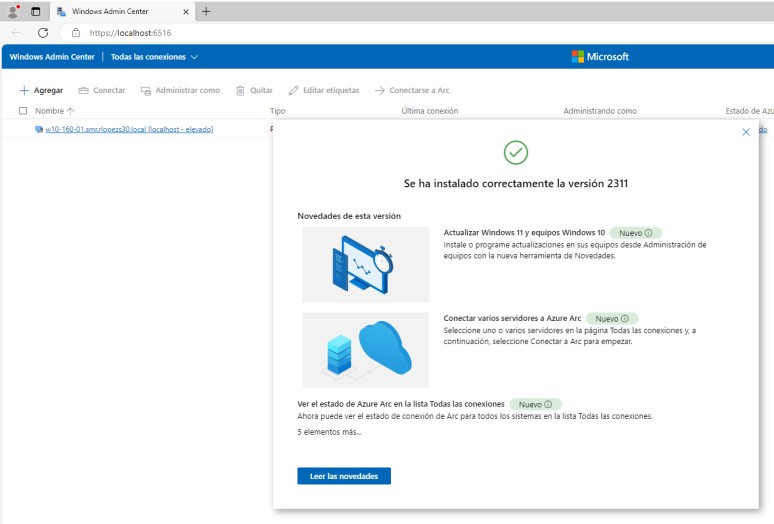 Windows Admin Center
https://localhost:6516
Windows Admin Center | Todas las conexiones
Microsoft
Agregar Conectar Administrar como Quitar Editar etiquetas Conectarse a Arc
Nombre Tipo Última conexión Administrando como Estado de Azu
w10-160-01.smr.rlopezs30.local [localhost - elevado]
Se ha instalado correctamente la versión 2311
Novedades de esta versión
Actualizar Windows 11 y equipos Windows 10 Nuevo
Instale o programe actualizaciones en sus equipos desde Administración de
equipos con la nueva herramienta de Novedades.
Conectar varios servidores a Azure Arc Nuevo
Seleccione uno o varios servidores en la página Todas las conexiones y, a
continuación, seleccione Conectar a Arc para empezar.
Ver el estado de Azure Arc en la lista Todas las conexiones Nuevo
Ahora puede ver el estado de conexión de Arc para todos los sistemas en la lista Todas las conexiones.
5 elementos más...
Leer las novedades